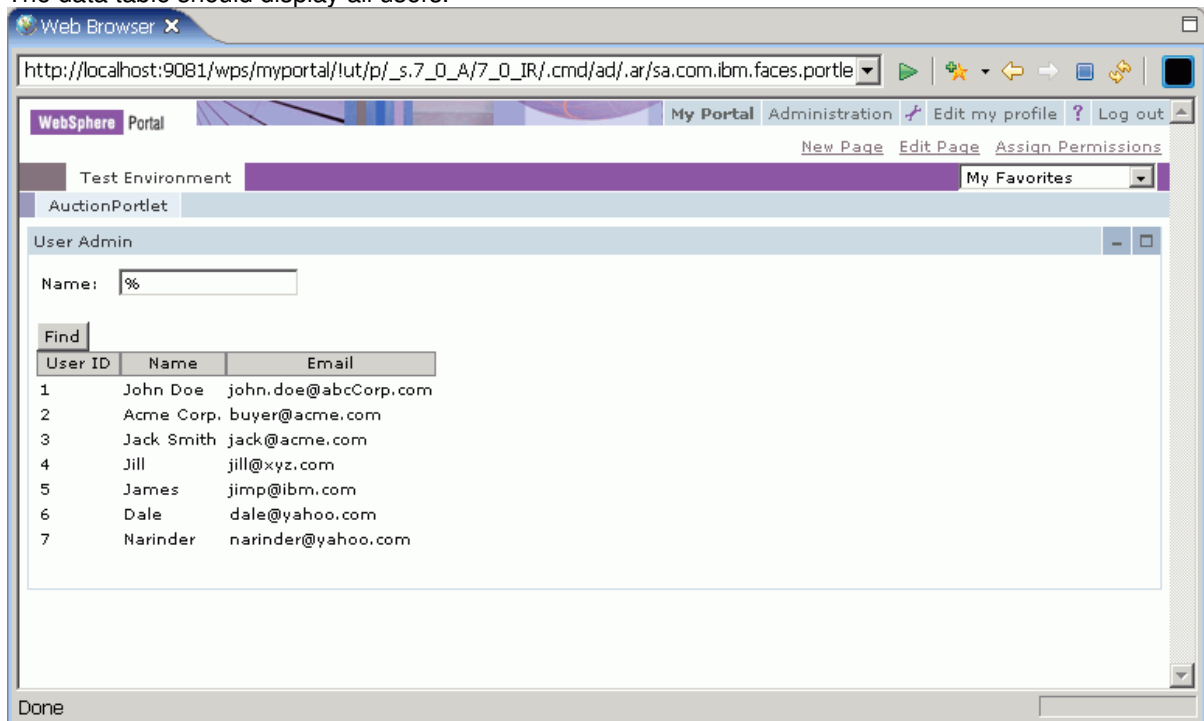 The data table should display all users.
Web Browser
http://localhost:9081/wps/myportal/!ut/p/_s.7_0_A/7_0_IR/.cmd/ad/.ar/sa.com.ibm.faces.portle
WebSphere Portal
My Portal Administration Edit my profile ? Log out
New Page Edit Page Assign Permissions
Test Environment My Favorites
AuctionPortlet
User Admin
Name: %
Find
User ID Name Email
1 John Doe john.doe@abcCorp.com
2 Acme Corp. buyer@acme.com
3 Jack Smith jack@acme.com
4 Jill jill@xyz.com
5 James jimp@ibm.com
6 Dale dale@yahoo.com
7 Narinder narinder@yahoo.com
Done